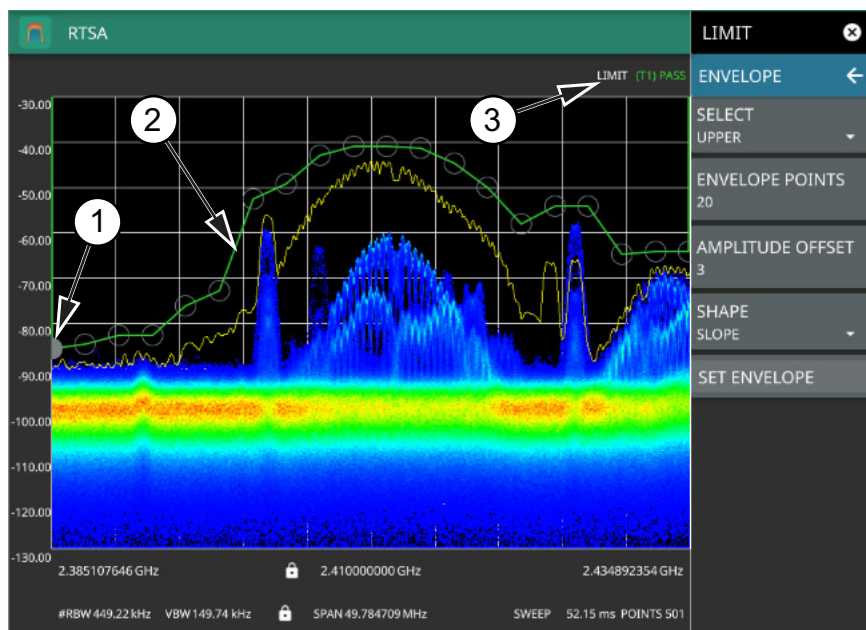 RTSA
LIMIT
LIMIT (T1) PASS
ENVELOPE
3
2
1
-30.00
-40.00
-50.00
-60.00
-70.00
-80.00
-90.00
-100.00
-110.00
-120.00
-130.00
SELECT
UPPER
ENVELOPE POINTS
20
AMPLITUDE OFFSET
3
SHAPE
SLOPE
SET ENVELOPE
2.385107646 GHz 2.410000000 GHz 2.434892354 GHz
#RBW 449.22 kHz VBW 149.74 kHz SPAN 49.784709 MHz SWEEP 52.15 ms POINTS 501